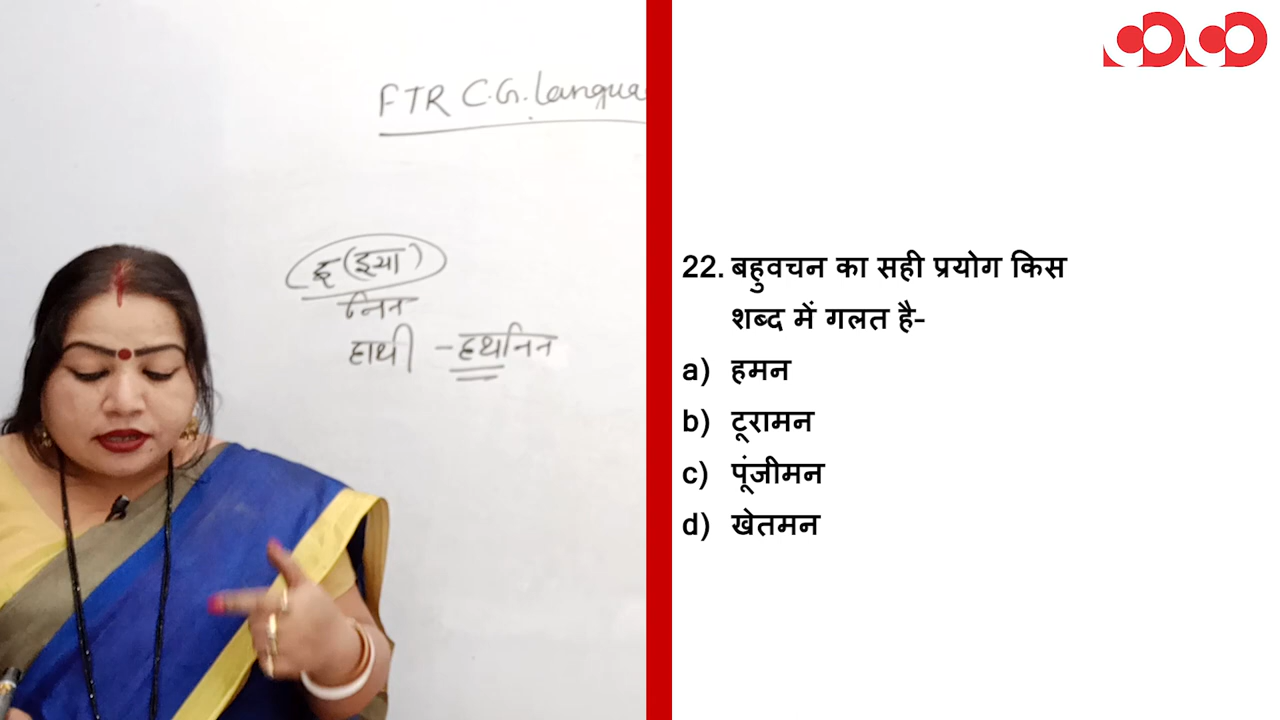 FTR C.G. Langua
इ (इया)
निन
हाथी - हथनिन
22. बहुवचन का सही प्रयोग किस
शब्द में गलत है-
a) हमन
b) टूरामन
c) पूंजीमन
d) खेतमन